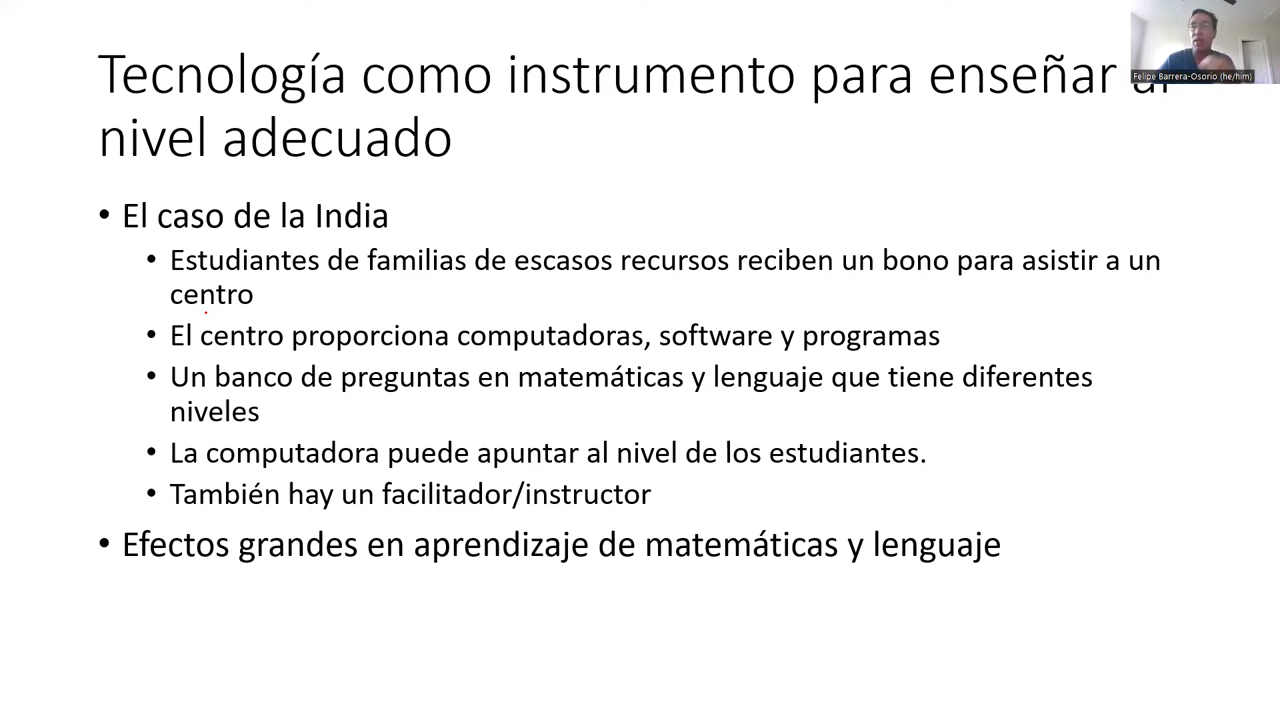 Tecnología como instrumento para enseñar al
nivel adecuado
• El caso de la India
• Estudiantes de familias de escasos recursos reciben un bono para asistir a un
centro
• El centro proporciona computadoras, software y programas
• Un banco de preguntas en matemáticas y lenguaje que tiene diferentes
niveles
• La computadora puede apuntar al nivel de los estudiantes.
• También hay un facilitador/instructor
• Efectos grandes en aprendizaje de matemáticas y lenguaje
Felipe Barrera-Osorio (he/him)